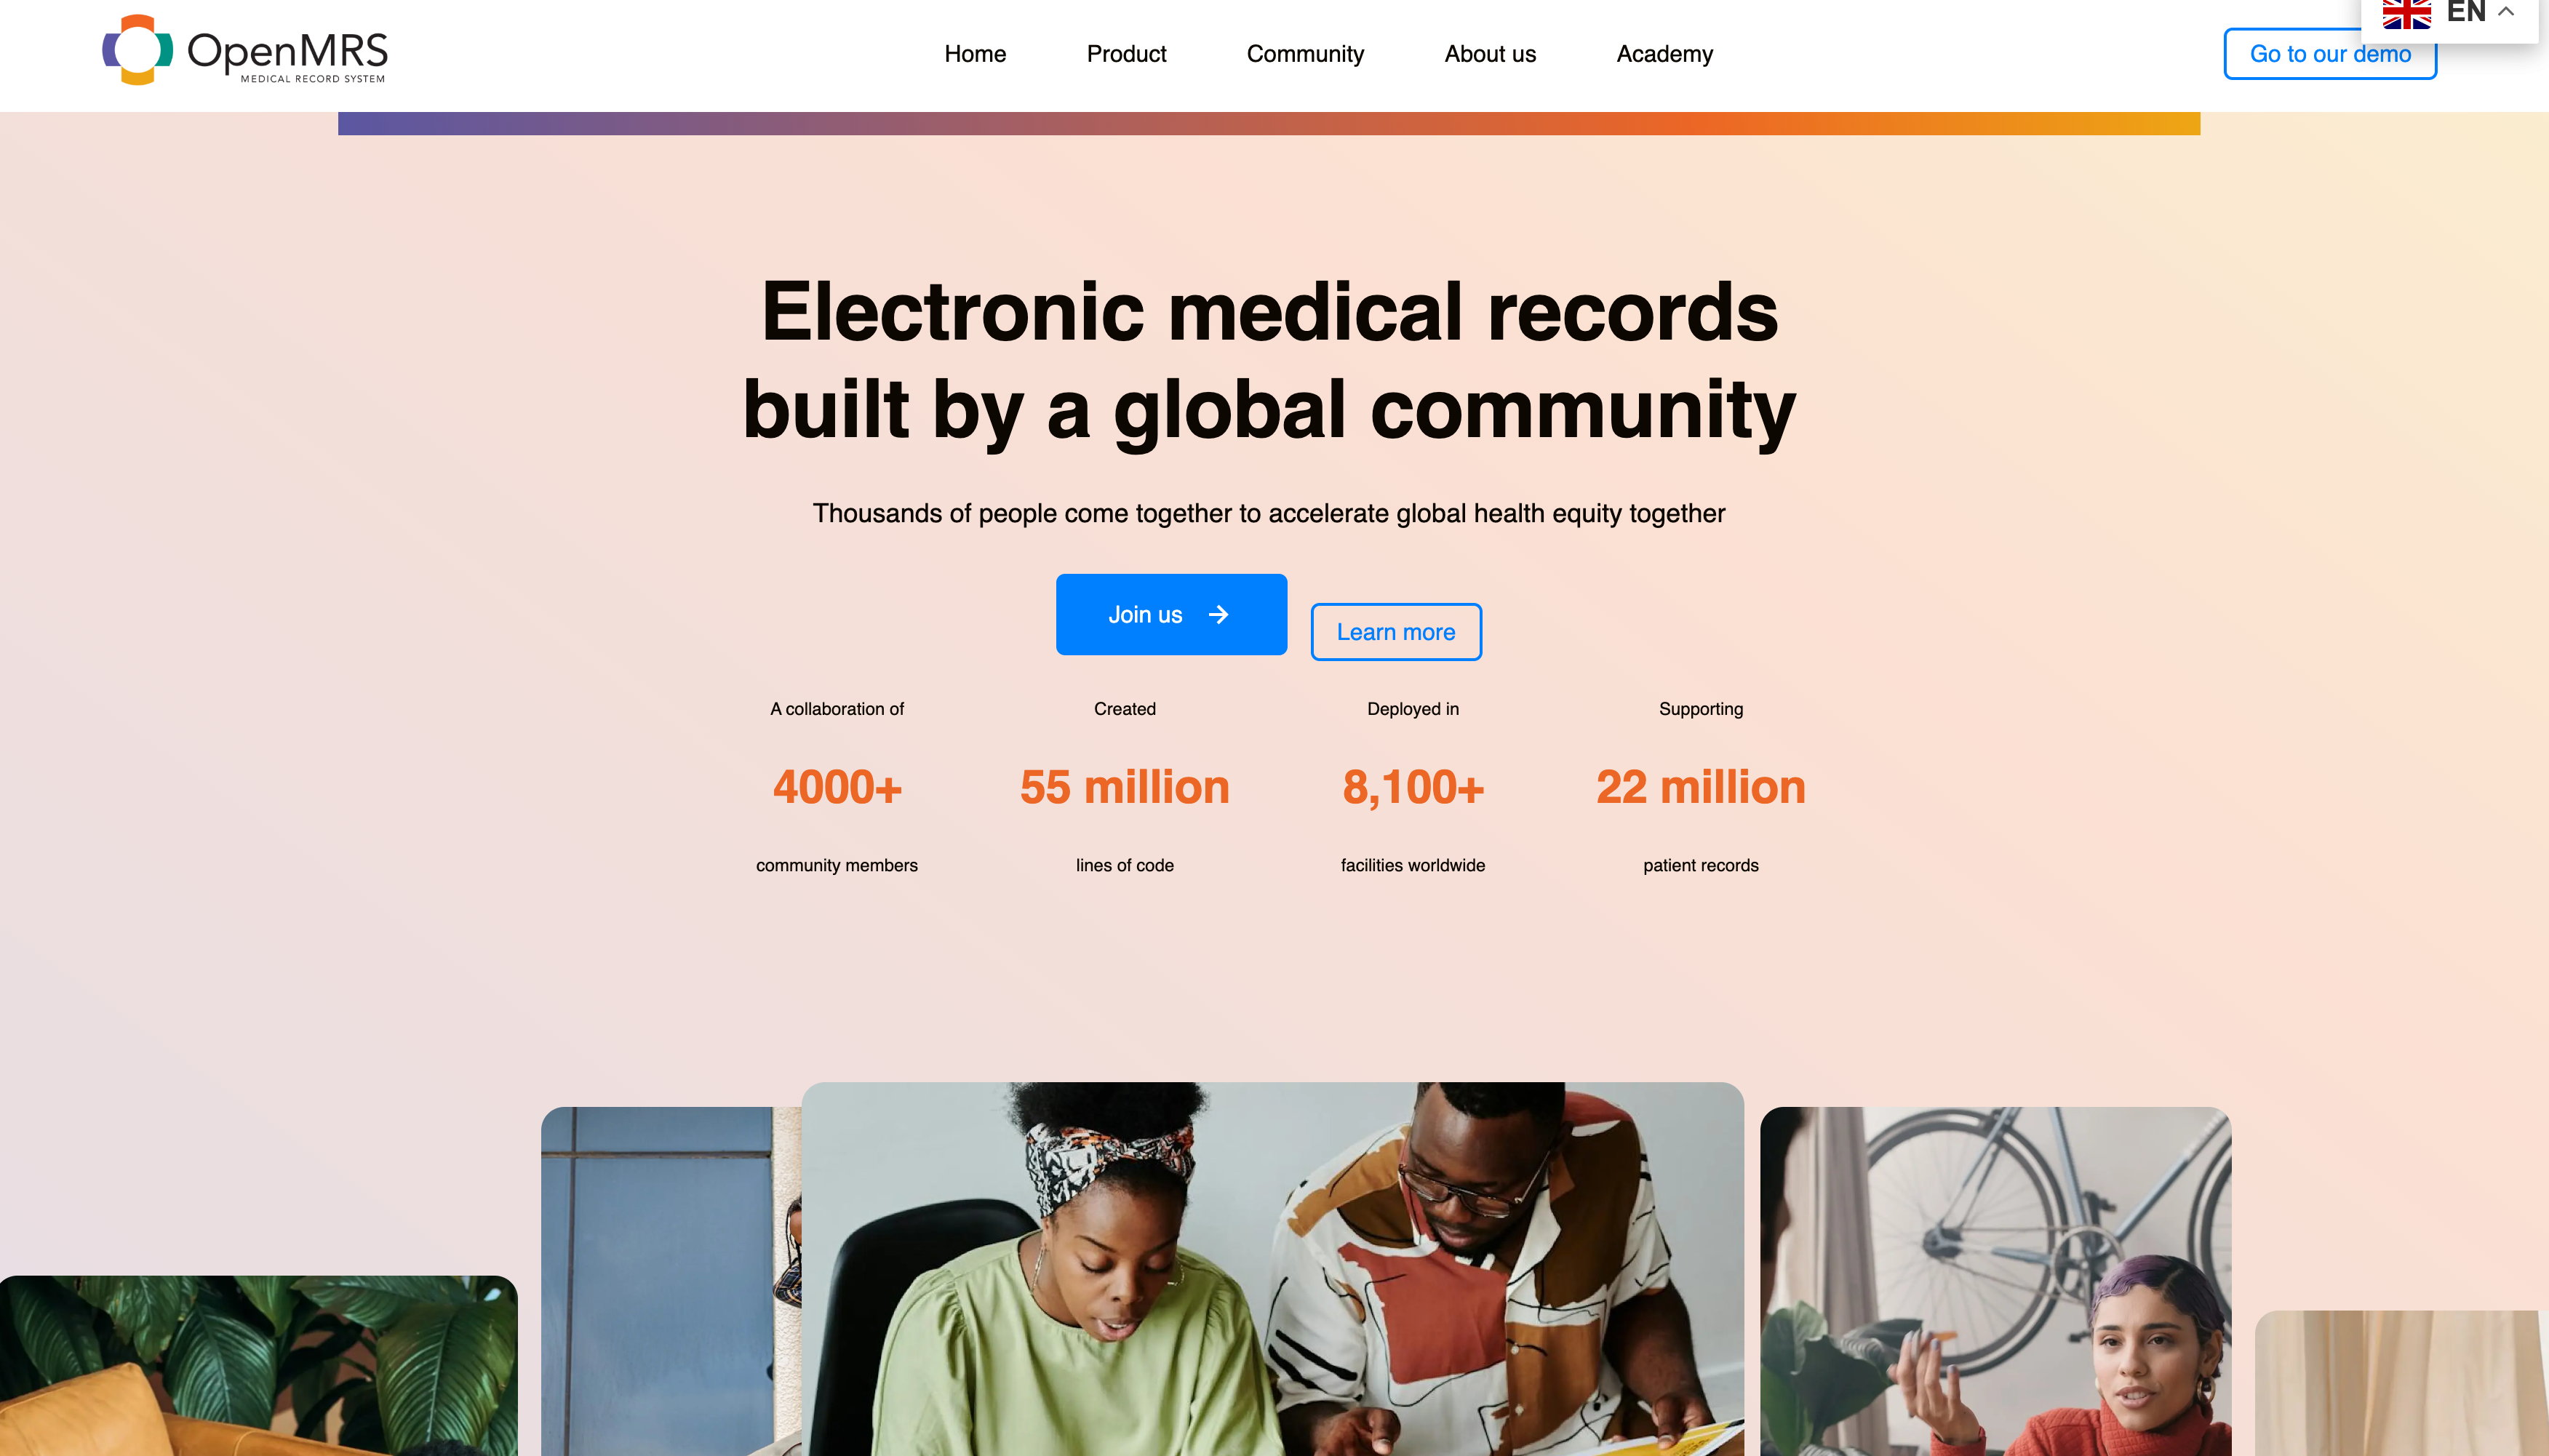 OpenMRS
MEDICAL RECORD SYSTEM
Home
Product
Community
About us
Academy
Go to our demo
EN
Electronic medical records
built by a global community
Thousands of people come together to accelerate global health equity together
Join us
Learn more
A collaboration of
4000+
community members
Created
55 million
lines of code
Deployed in
8,100+
facilities worldwide
Supporting
22 million
patient records